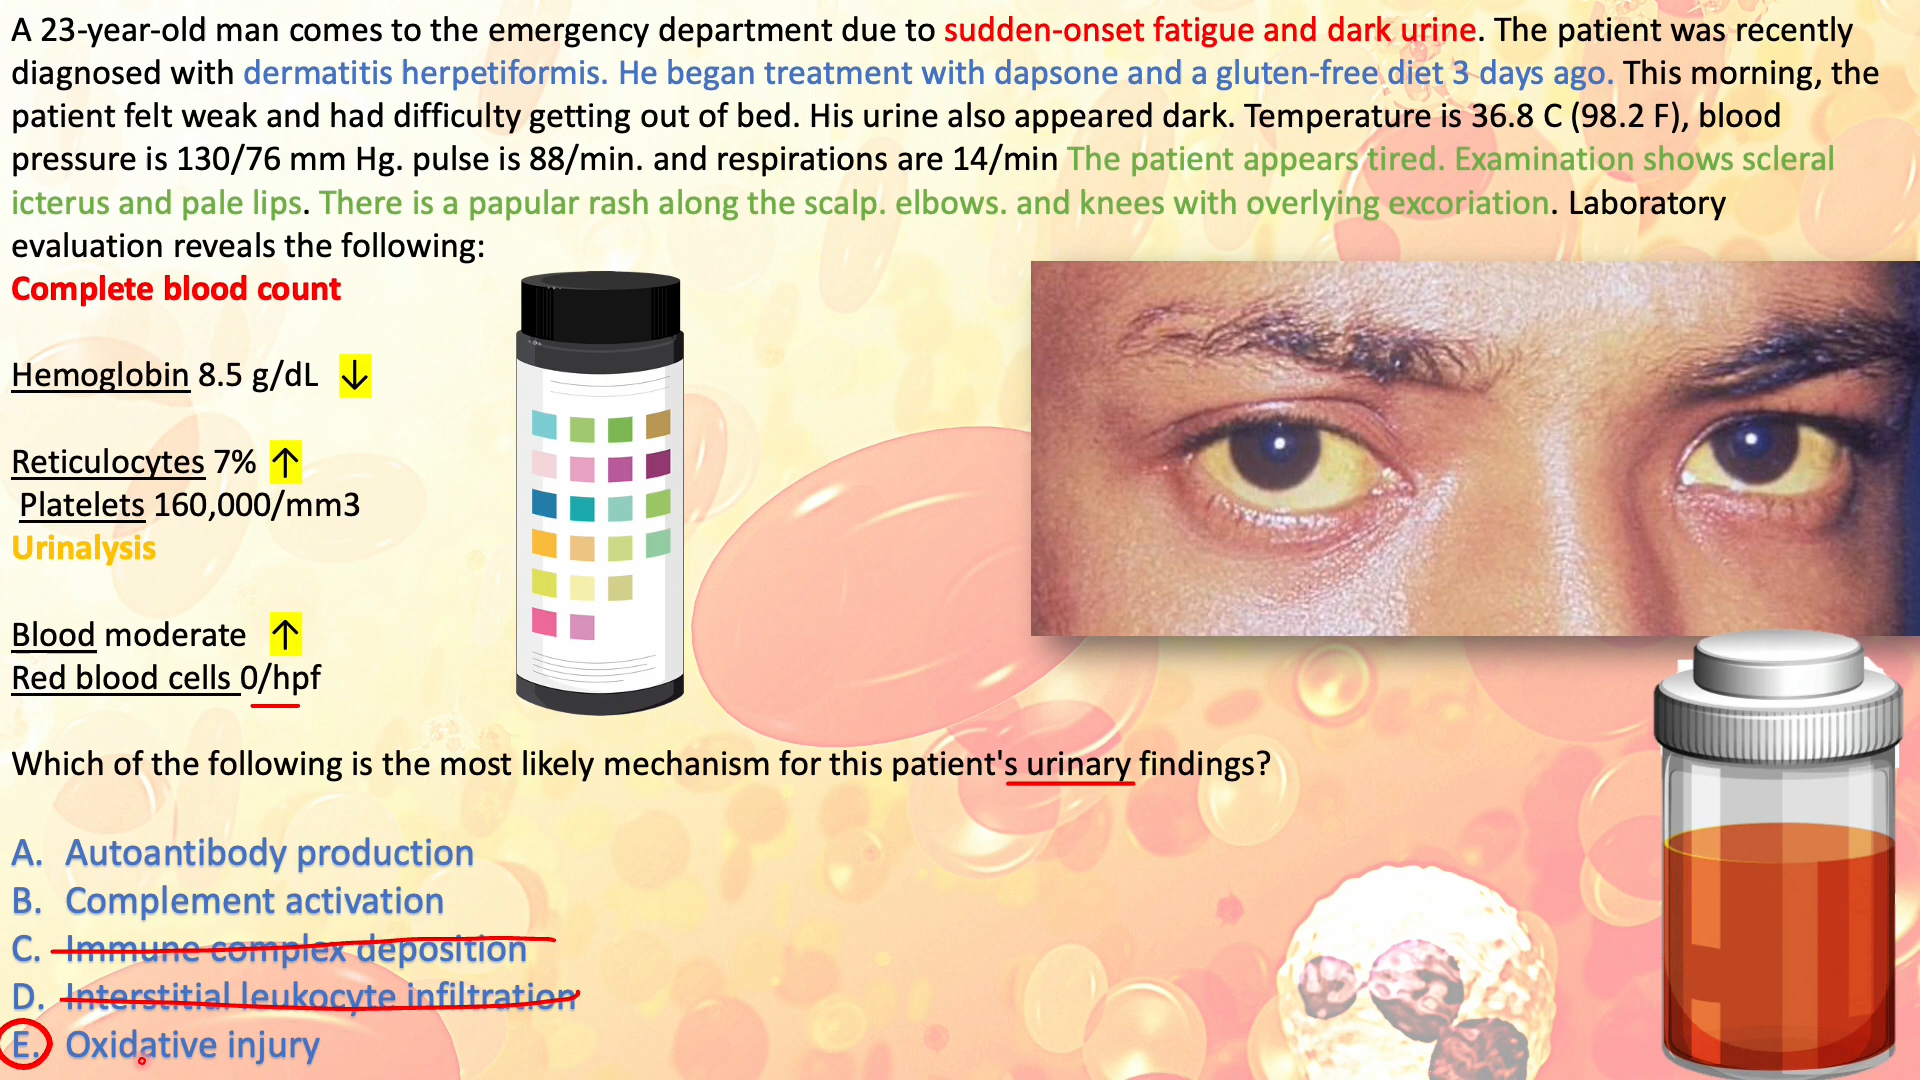 A 23-year-old man comes to the emergency department due to sudden-onset fatigue and dark urine. The patient was recently
diagnosed with dermatitis herpetiformis. He began treatment with dapsone and a gluten-free diet 3 days ago. This morning, the
patient felt weak and had difficulty getting out of bed. His urine also appeared dark. Temperature is 36.8 C (98.2 F), blood
pressure is 130/76 mm Hg. pulse is 88/min. and respirations are 14/min The patient appears tired. Examination shows scleral
icterus and pale lips. There is a papular rash along the scalp. elbows. and knees with overlying excoriation. Laboratory
evaluation reveals the following:
Complete blood count
Hemoglobin 8.5 g/dL ↓
Reticulocytes 7% ↑
Platelets 160,000/mm3
Urinalysis
Blood moderate ↑
Red blood cells 0/hpf
Which of the following is the most likely mechanism for this patient's urinary findings?
A. Autoantibody production
B. Complement activation
C. Immune complex deposition
D. Interstitial leukocyte infiltration
E. Oxidative injury